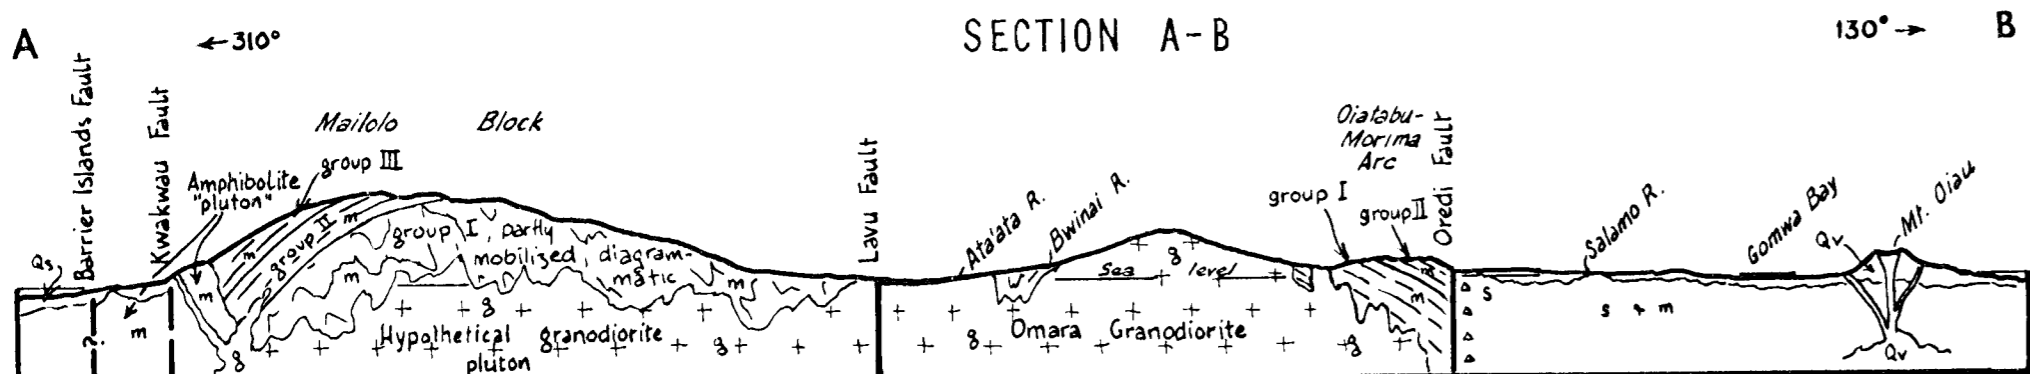 SECTION A-B
A
←310°
130°→
B
Barrier Islands Fault
Kwakwau Fault
Mailolo Block
Amphibolite
"pluton"
group III
group II
group I, partly
mobilized, diagram-
matic
Lavu Fault
Ata'ata R.
Bwinai R.
Oiatabu-
Morima
Arc
Oredi Fault
group I
group II
Salamo R.
Gomwa Bay
Mt. Oiau
Qs
?
m
m
m
m
m
g
g
g
Hypothetical granodiorite
pluton
Sea level
g
Omara Granodiorite
g
m
m
s
s + m
Qv
Qv